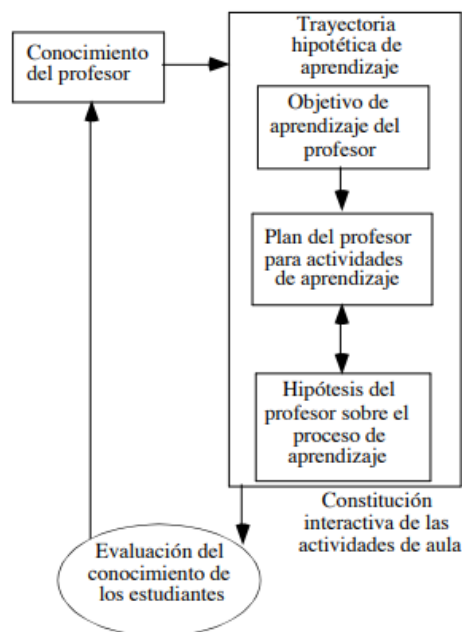 Conocimiento
del profesor
Trayectoria
hipotética de
aprendizaje
Objetivo de
aprendizaje del
profesor
Plan del profesor
para actividades
de aprendizaje
Hipótesis del
profesor sobre el
proceso de
aprendizaje
Constitución
interactiva de las
actividades de aula
Evaluación del
conocimiento de
los estudiantes